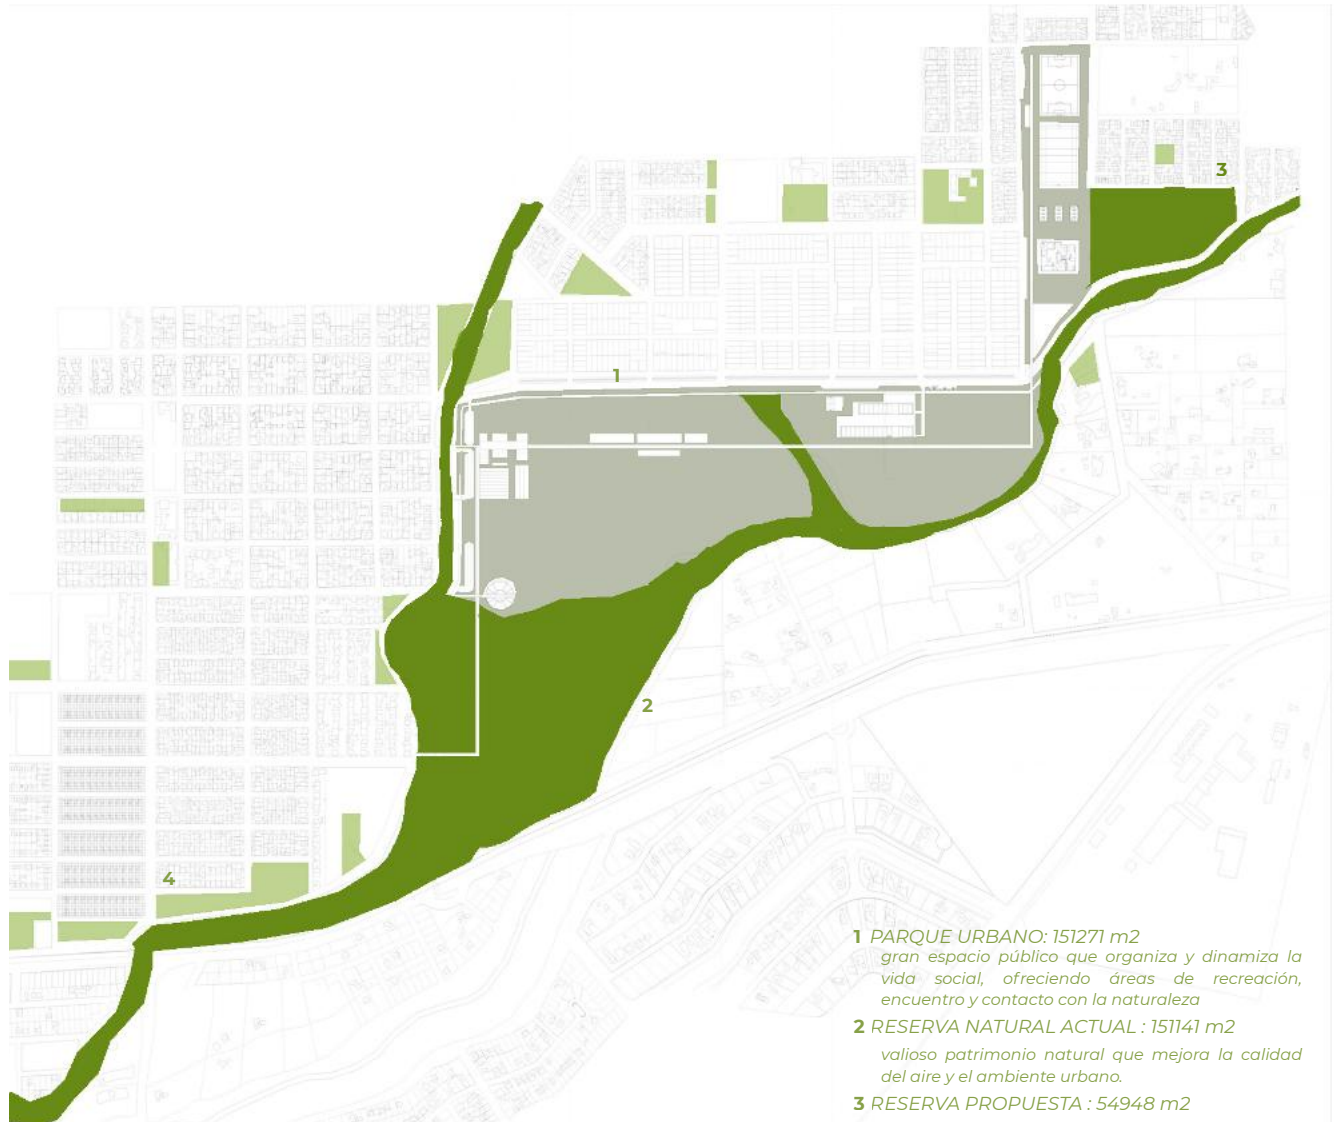 3
1
2
4
1 PARQUE URBANO: 151271 m2
gran espacio público que organiza y dinamiza la
vida social, ofreciendo áreas de recreación,
encuentro y contacto con la naturaleza
2 RESERVA NATURAL ACTUAL : 151141 m2
valioso patrimonio natural que mejora la calidad
del aire y el ambiente urbano.
3 RESERVA PROPUESTA : 54948 m2